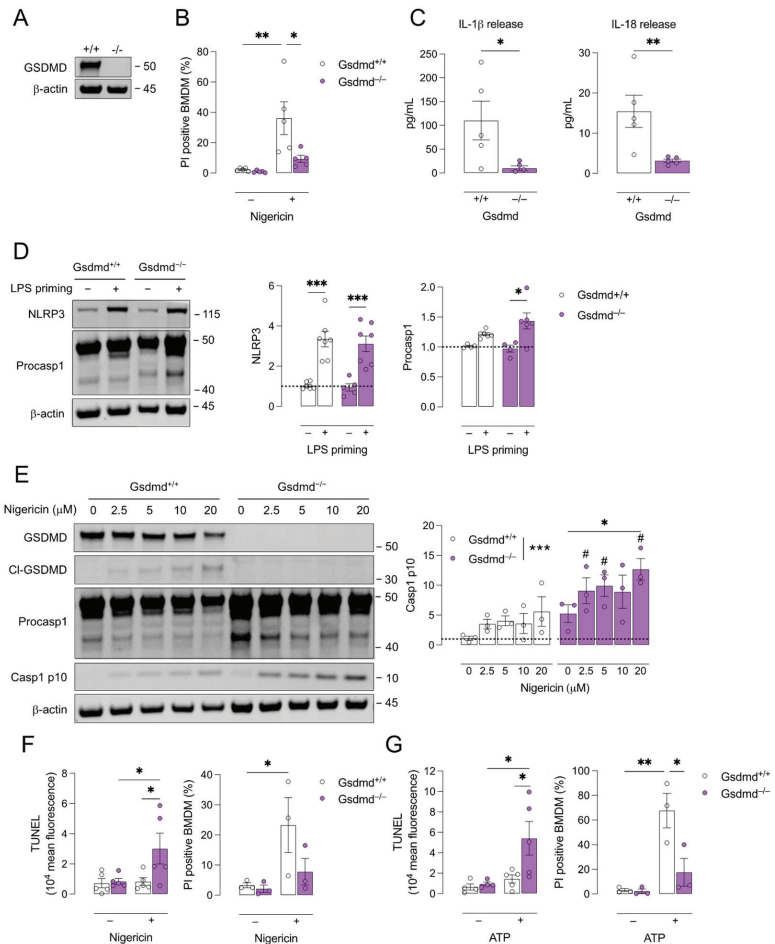 A
+/+ -/-
GSDMD
– 50
β-actin
– 45
B
PI positive BMDM (%)
80
60
40
20
0
** *
Gsdmd+/+
Gsdmd−/−
– +
Nigericin
C
IL-1β release
pg/mL
300
250
200
150
100
50
0
*
+/+ −/−
Gsdmd
IL-18 release
pg/mL
30
20
10
0
**
+/+ −/−
Gsdmd
D
Gsdmd+/+ Gsdmd−/−
– + – +
LPS priming
NLRP3
– 115
Procasp1
– 50
– 40
β-actin
– 45
NLRP3
6
5
4
3
2
1
0
*** ***
– + – +
LPS priming
Procasp1
2.0
1.5
1.0
0.5
0.0
*
– + – +
LPS priming
Gsdmd+/+
Gsdmd−/−
E
Gsdmd+/+ Gsdmd−/−
Nigericin (μM) 0 2.5 5 10 20 0 2.5 5 10 20
GSDMD
– 50
Cl-GSDMD
– 30
Procasp1
– 50
– 40
Casp1 p10
– 10
β-actin
– 45
Casp1 p10
20
15
10
5
0
Gsdmd+/+
Gsdmd−/−
***
*
# # #
0 2.5 5 10 20 0 2.5 5 10 20
Nigericin (μM)
F
TUNEL
(10⁴ mean fluorescence)
8
6
4
2
0
*
*
– +
Nigericin
PI positive BMDM (%)
50
40
30
20
10
0
*
– +
Nigericin
Gsdmd+/+
Gsdmd−/−
G
TUNEL
(10⁴ mean fluorescence)
12
10
8
6
4
2
0
*
*
– +
ATP
PI positive BMDM (%)
100
80
60
40
20
0
** *
– +
ATP
Gsdmd+/+
Gsdmd−/−